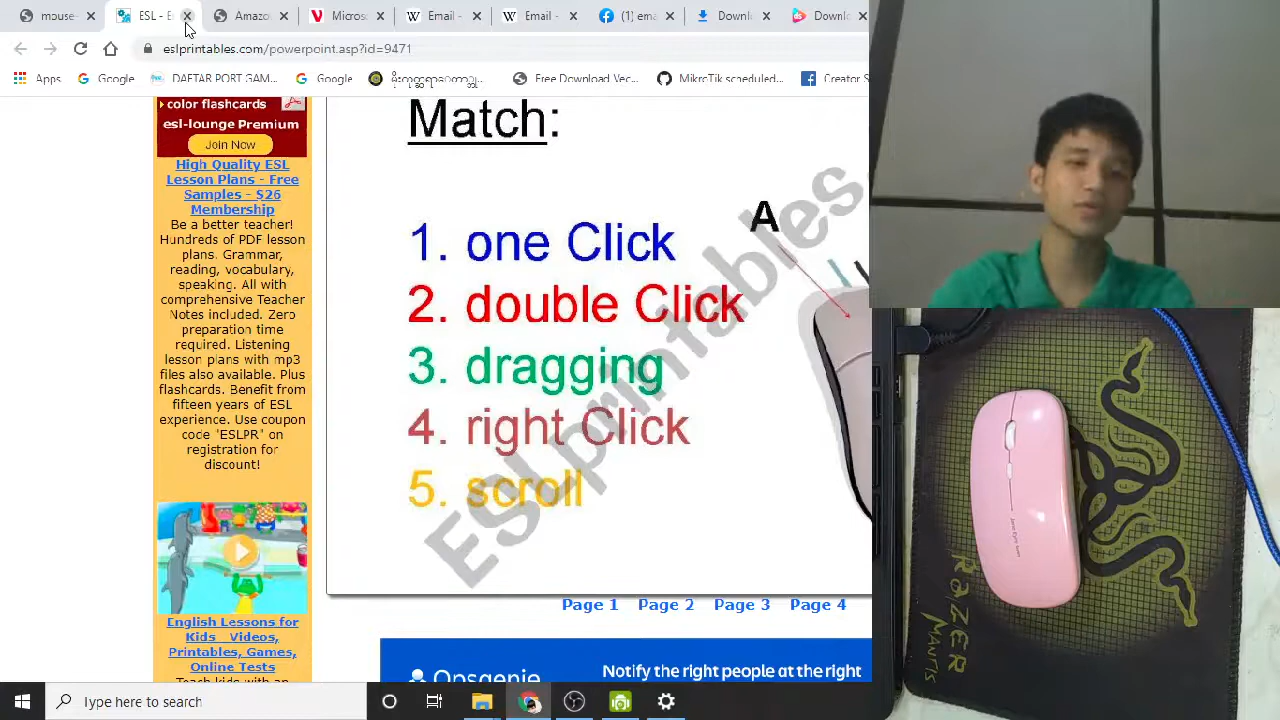 mouse-
ESL - E
Amazo
Micros
Email -
Email -
(1) ema
Downl
Downl
eslprintables.com/powerpoint.asp?id=9471
Apps
Google
DAFTAR PORT GAM...
Google
Free Download Vec...
MikroTik scheduled...
Creator S
color flashcards
esl-lounge Premium
Join Now
High Quality ESL
Lesson Plans - Free
Samples - $26
Membership
Be a better teacher!
Hundreds of PDF lesson
plans. Grammar,
reading, vocabulary,
speaking. All with
comprehensive Teacher
Notes included. Zero
preparation time
required. Listening
lesson plans with mp3
files also available. Plus
flashcards. Benefit from
fifteen years of ESL
experience. Use coupon
code "ESLPR" on
registration for
discount!
English Lessons for
Kids - Videos,
Printables, Games,
Online Tests
Teach kids with an
Match:
A
1. one Click
2. double Click
3. dragging
4. right Click
5. scroll
ESLprintables
Page 1 Page 2 Page 3 Page 4
Opsgenie
Notify the right people at the right
Type here to search
RAZER
MANTIS